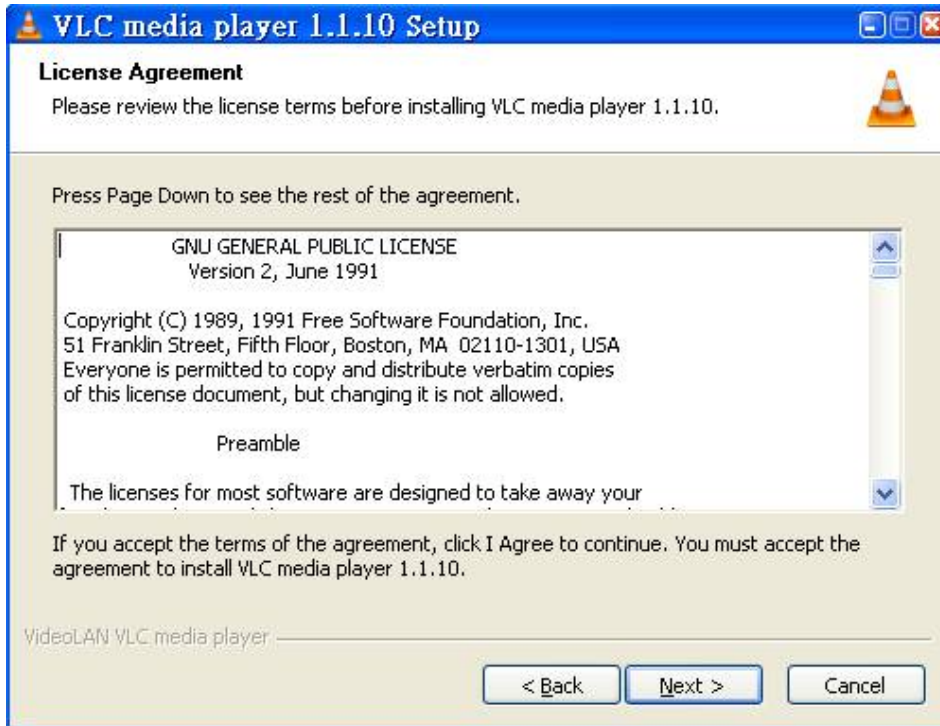 VLC media player 1.1.10 Setup
License Agreement
Please review the license terms before installing VLC media player 1.1.10.
Press Page Down to see the rest of the agreement.
GNU GENERAL PUBLIC LICENSE
Version 2, June 1991
Copyright (C) 1989, 1991 Free Software Foundation, Inc.
51 Franklin Street, Fifth Floor, Boston, MA 02110-1301, USA
Everyone is permitted to copy and distribute verbatim copies
of this license document, but changing it is not allowed.
Preamble
The licenses for most software are designed to take away your
If you accept the terms of the agreement, click I Agree to continue. You must accept the
agreement to install VLC media player 1.1.10.
VideoLAN VLC media player
< Back Next > Cancel